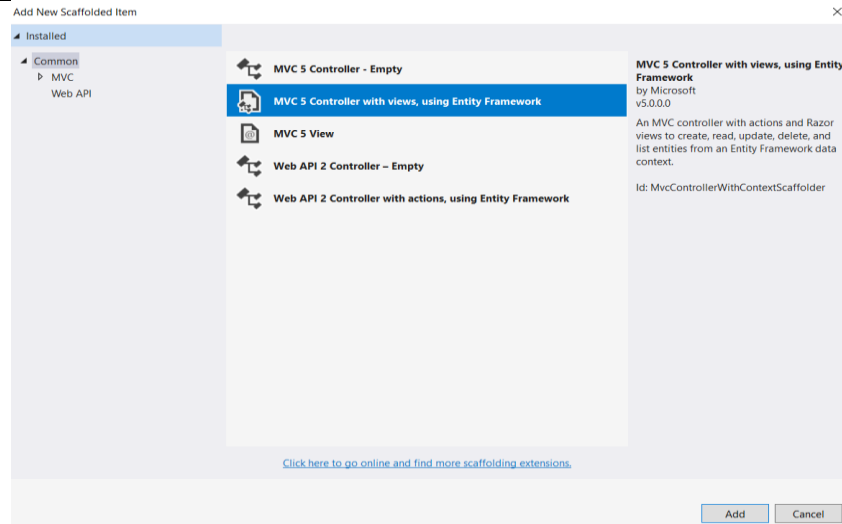 Add New Scaffolded Item
Installed
Common
MVC
Web API
MVC 5 Controller - Empty
MVC 5 Controller with views, using Entity Framework
MVC 5 View
Web API 2 Controller – Empty
Web API 2 Controller with actions, using Entity Framework
Click here to go online and find more scaffolding extensions.
MVC 5 Controller with views, using Entity
Framework
by Microsoft
v5.0.0.0
An MVC controller with actions and Razor
views to create, read, update, delete, and
list entities from an Entity Framework data
context.
Id: MvcControllerWithContextScaffolder
Add
Cancel